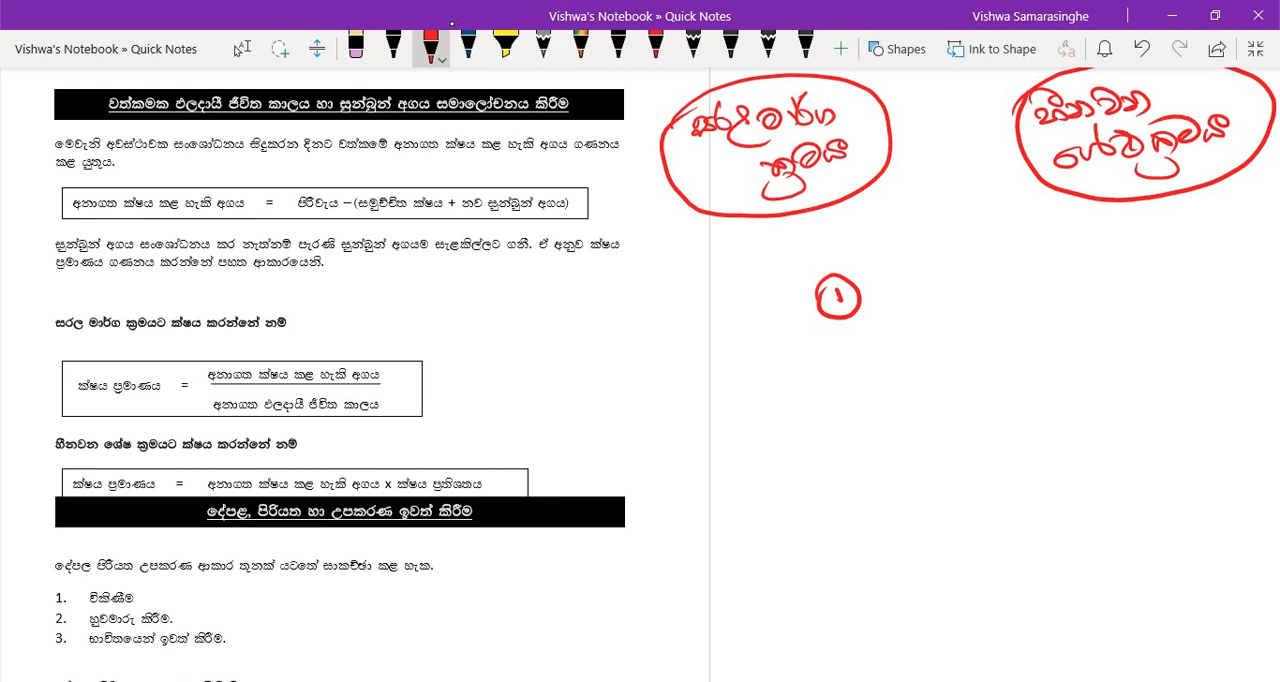 Vishwa's Notebook » Quick Notes
Vishwa Samarasinghe
Vishwa's Notebook » Quick Notes
Shapes
Ink to Shape
වත්කමක ඵලදායී ජීවිත කාලය හා සුන්බුන් අගය සමාලෝචනය කිරීම
මෙවැනි අවස්ථාවක සංශෝධනය සිදුකරන දිනට වත්කමේ අනාගත ක්ෂය කළ හැකි අගය ගණනය
කළ යුතුය.
අනාගත ක්ෂය කළ හැකි අගය = පිරිවැය – (සමුච්චිත ක්ෂය + නව සුන්බුන් අගය)
සුන්බුන් අගය සංශෝධනය කර නැත්නම් පැරණි සුන්බුන් අගයම සැළකිල්ලට ගනී. ඒ අනුව ක්ෂය
ප්‍රමාණය ගණනය කරන්නේ පහත ආකාරයෙනි.
සරල මාර්ග ක්‍රමයට ක්ෂය කරන්නේ නම්
ක්ෂය ප්‍රමාණය = අනාගත ක්ෂය කළ හැකි අගය
අනාගත ඵලදායී ජීවිත කාලය
හීනවන ශේෂ ක්‍රමයට ක්ෂය කරන්නේ නම්
ක්ෂය ප්‍රමාණය = අනාගත ක්ෂය කළ හැකි අගය x ක්ෂය ප්‍රතිශතය
දේපළ, පිරියත හා උපකරණ ඉවත් කිරීම
දේපල පිරියත උපකරණ ආකාර තුනක් යටතේ සාකච්ඡා කළ හැක.
1. විකිණීම
2. හුවමාරු කිරීම.
3. භාවිතයෙන් ඉවත් කිරීම.
සරල මාර්ග
ක්‍රමය
හීනවන
ශේෂ ක්‍රමය
1